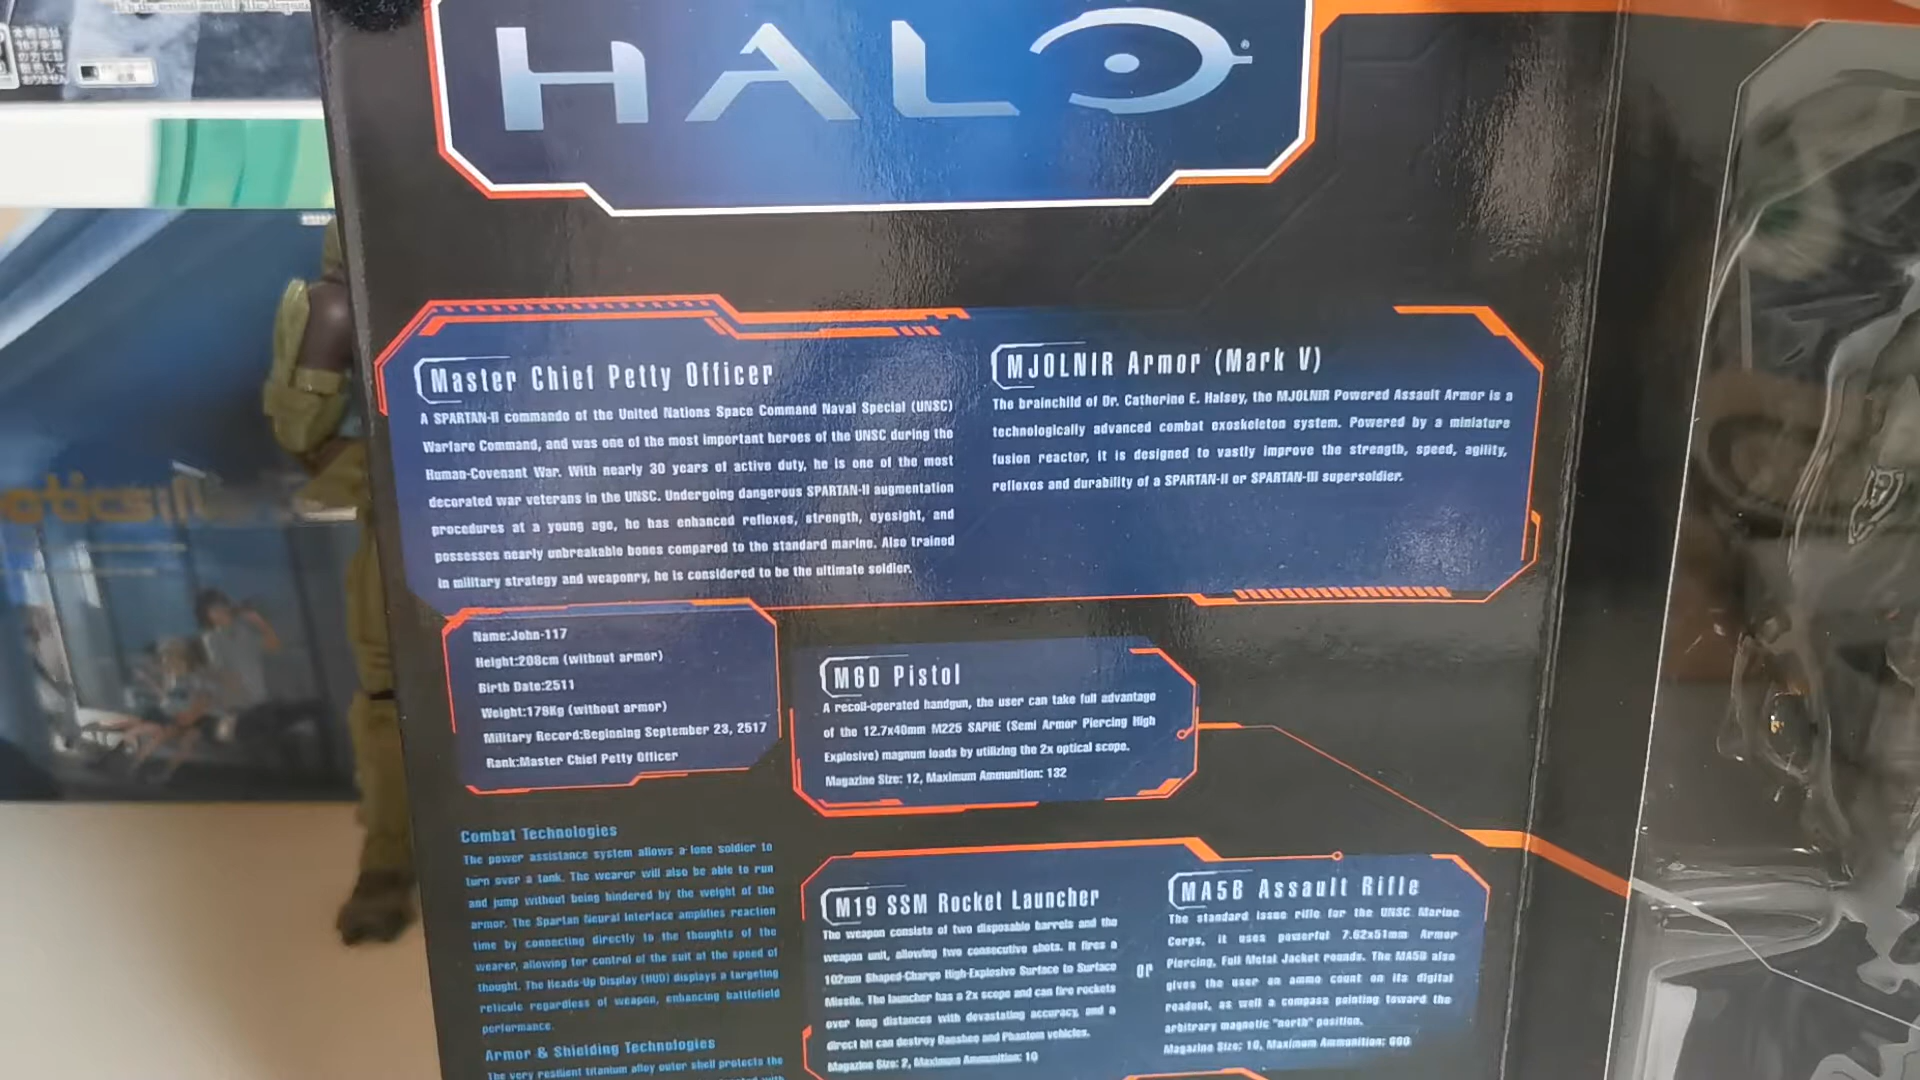 HALO
Master Chief Petty Officer
A SPARTAN-II commando of the United Nations Space Command Naval Special (UNSC)
Warfare Command, and was one of the most important heroes of the UNSC during the
Human-Covenant War. With nearly 30 years of active duty, he is one of the most
decorated war veterans in the UNSC. Undergoing dangerous SPARTAN-II augmentation
procedures at a young age, he has enhanced reflexes, strength, eyesight, and
possesses nearly unbreakable bones compared to the standard marine. Also trained
in military strategy and weaponry, he is considered to be the ultimate soldier.
MJOLNIR Armor (Mark V)
The brainchild of Dr. Catherine E. Halsey, the MJOLNIR Powered Assault Armor is a
technologically advanced combat exoskeleton system. Powered by a miniature
fusion reactor, it is designed to vastly improve the strength, speed, agility,
reflexes and durability of a SPARTAN-II or SPARTAN-III supersoldier.
Name:John-117
Height:208cm (without armor)
Birth Date:2511
Weight:179Kg (without armor)
Military Record:Beginning September 23, 2517
Rank:Master Chief Petty Officer
M6D Pistol
A recoil-operated handgun, the user can take full advantage
of the 12.7x40mm M225 SAPHE (Semi Armor Piercing High
Explosive) magnum loads by utilizing the 2x optical scope.
Magazine Size: 12, Maximum Ammunition: 132
Combat Technologies
The power assistance system allows a lone soldier to
turn over a tank. The wearer will also be able to run
and jump without being hindered by the weight of the
armor. The Spartan Neural Interface amplifies reaction
time by connecting directly to the thoughts of the
wearer, allowing for control of the suit at the speed of
thought. The Heads-Up Display (HUD) displays a targeting
reticule regardless of weapon, enhancing battlefield
performance.
Armor & Shielding Technologies
The very resilient titanium alloy outer shell protects the
M19 SSM Rocket Launcher
The weapon consists of two disposable barrels and the
weapon unit, allowing two consecutive shots. It fires a
102mm Shaped-Charge High-Explosive Surface to Surface
Missile. The launcher has a 2x scope and can fire rockets
over long distances with devastating accuracy, and a
direct hit can destroy Banshee and Phantom vehicles.
Magazine Size: 2, Maximum Ammunition: 10
or
MA5B Assault Rifle
The standard issue rifle for the UNSC Marine
Corps, it uses powerful 7.62x51mm Armor
Piercing, Full Metal Jacket rounds. The MA5B also
gives the user an ammo count on its digital
readout, as well a compass pointing toward the
arbitrary magnetic "north" position.
Magazine Size: 10, Maximum Ammunition: 600